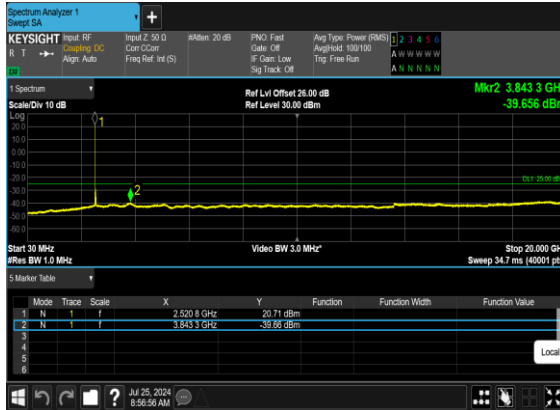 Spectrum Analyzer 1
Swept SA
KEYSIGHT
R T
Input: RF
Coupling: DC
Align: Auto
Input Z: 50 Ω
Corr CCorr
Freq Ref: Int (S)
#Atten: 20 dB
PNO: Fast
Gate: Off
IF Gain: Low
Sig Track: Off
Avg Type: Power (RMS)
Avg|Hold: 100/100
Trig: Free Run
1 2 3 4 5 6
A W W W W W
A N N N N N
1 Spectrum
Scale/Div 10 dB
Ref Lvl Offset 26.00 dB
Ref Level 30.00 dBm
Mkr2 3.843 3 GH
-39.656 dBm
Log
20.0
10.0
0.00
-10.0
-20.0
-30.0
-40.0
-50.0
-60.0
1
2
DL1 -25.00 dB
Start 30 MHz
#Res BW 1.0 MHz
Video BW 3.0 MHz*
Stop 20.000 GH
Sweep 34.7 ms (40001 pt
5 Marker Table
Mode Trace Scale X Y Function Function Width Function Value
1 N 1 f 2.520 8 GHz 20.71 dBm
2 N 1 f 3.843 3 GHz -39.66 dBm
3
4
5
6
Local
?
Jul 25, 2024
8:56:56 AM